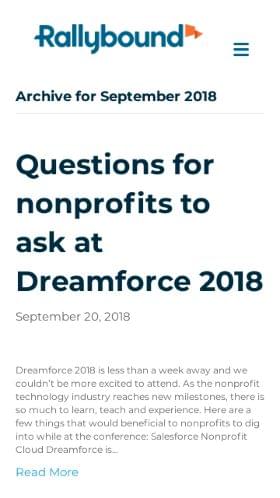 Rallybound
Archive for September 2018
Questions for
nonprofits to
ask at
Dreamforce 2018
September 20, 2018
Dreamforce 2018 is less than a week away and we
couldn’t be more excited to attend. As the nonprofit
technology industry reaches new milestones, there is
so much to learn, teach and experience. Here are a
few things that would beneficial to nonprofits to dig
into while at the conference: Salesforce Nonprofit
Cloud Dreamforce is...
Read More